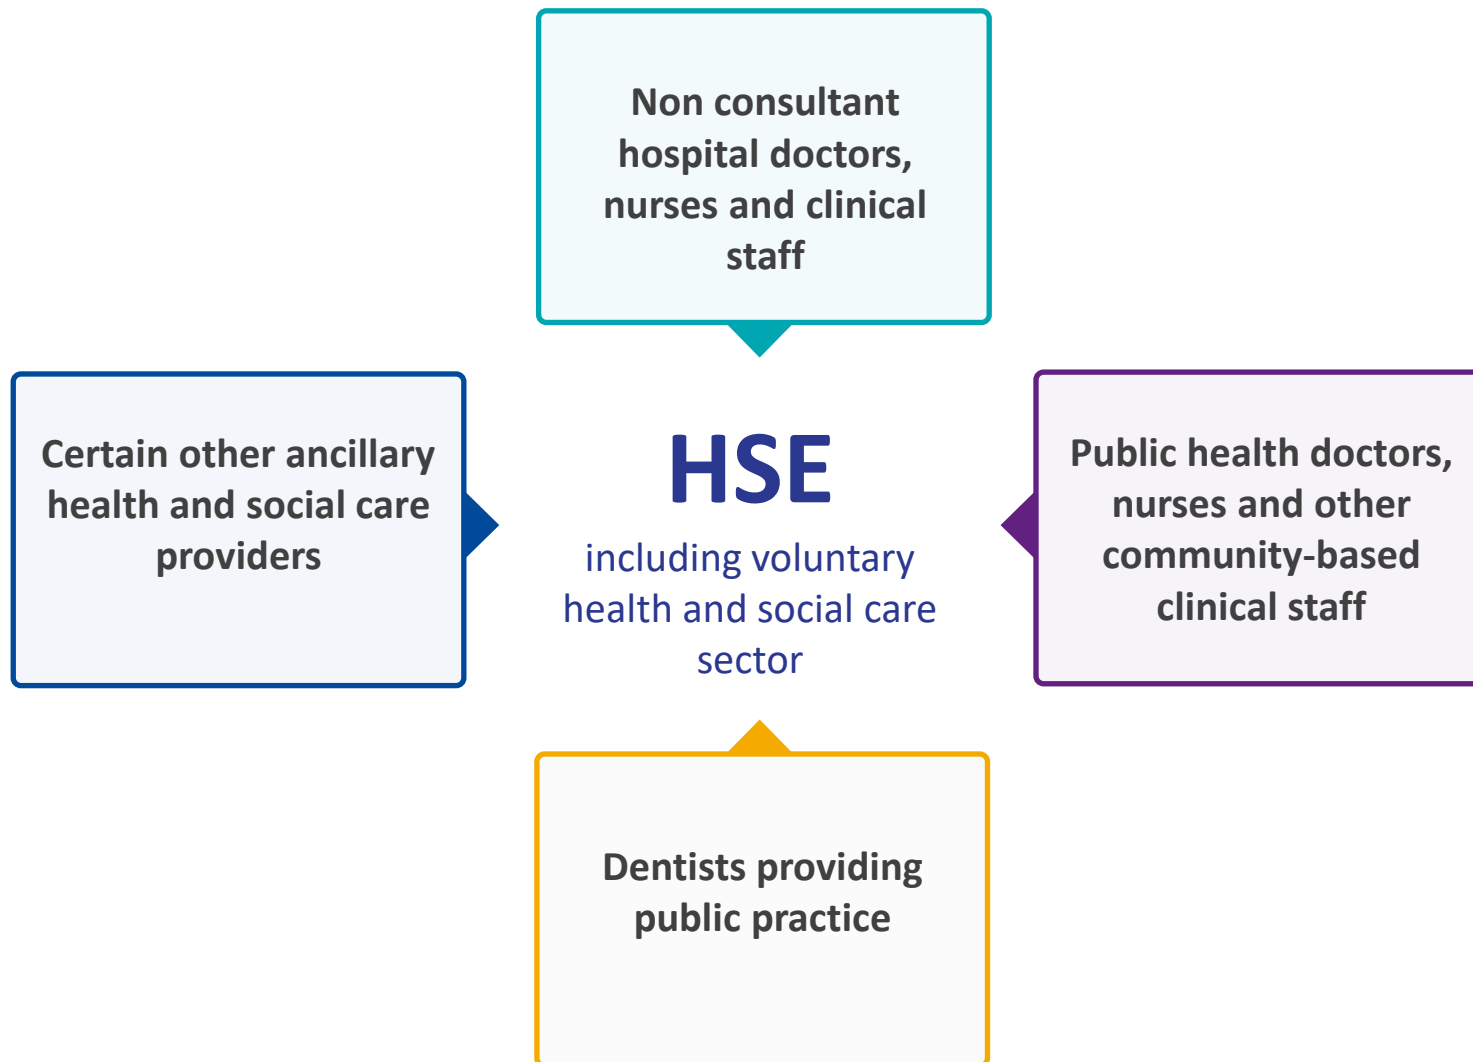 Non consultant
hospital doctors,
nurses and clinical
staff
Certain other ancillary
health and social care
providers
HSE
including voluntary
health and social care
sector
Public health doctors,
nurses and other
community-based
clinical staff
Dentists providing
public practice